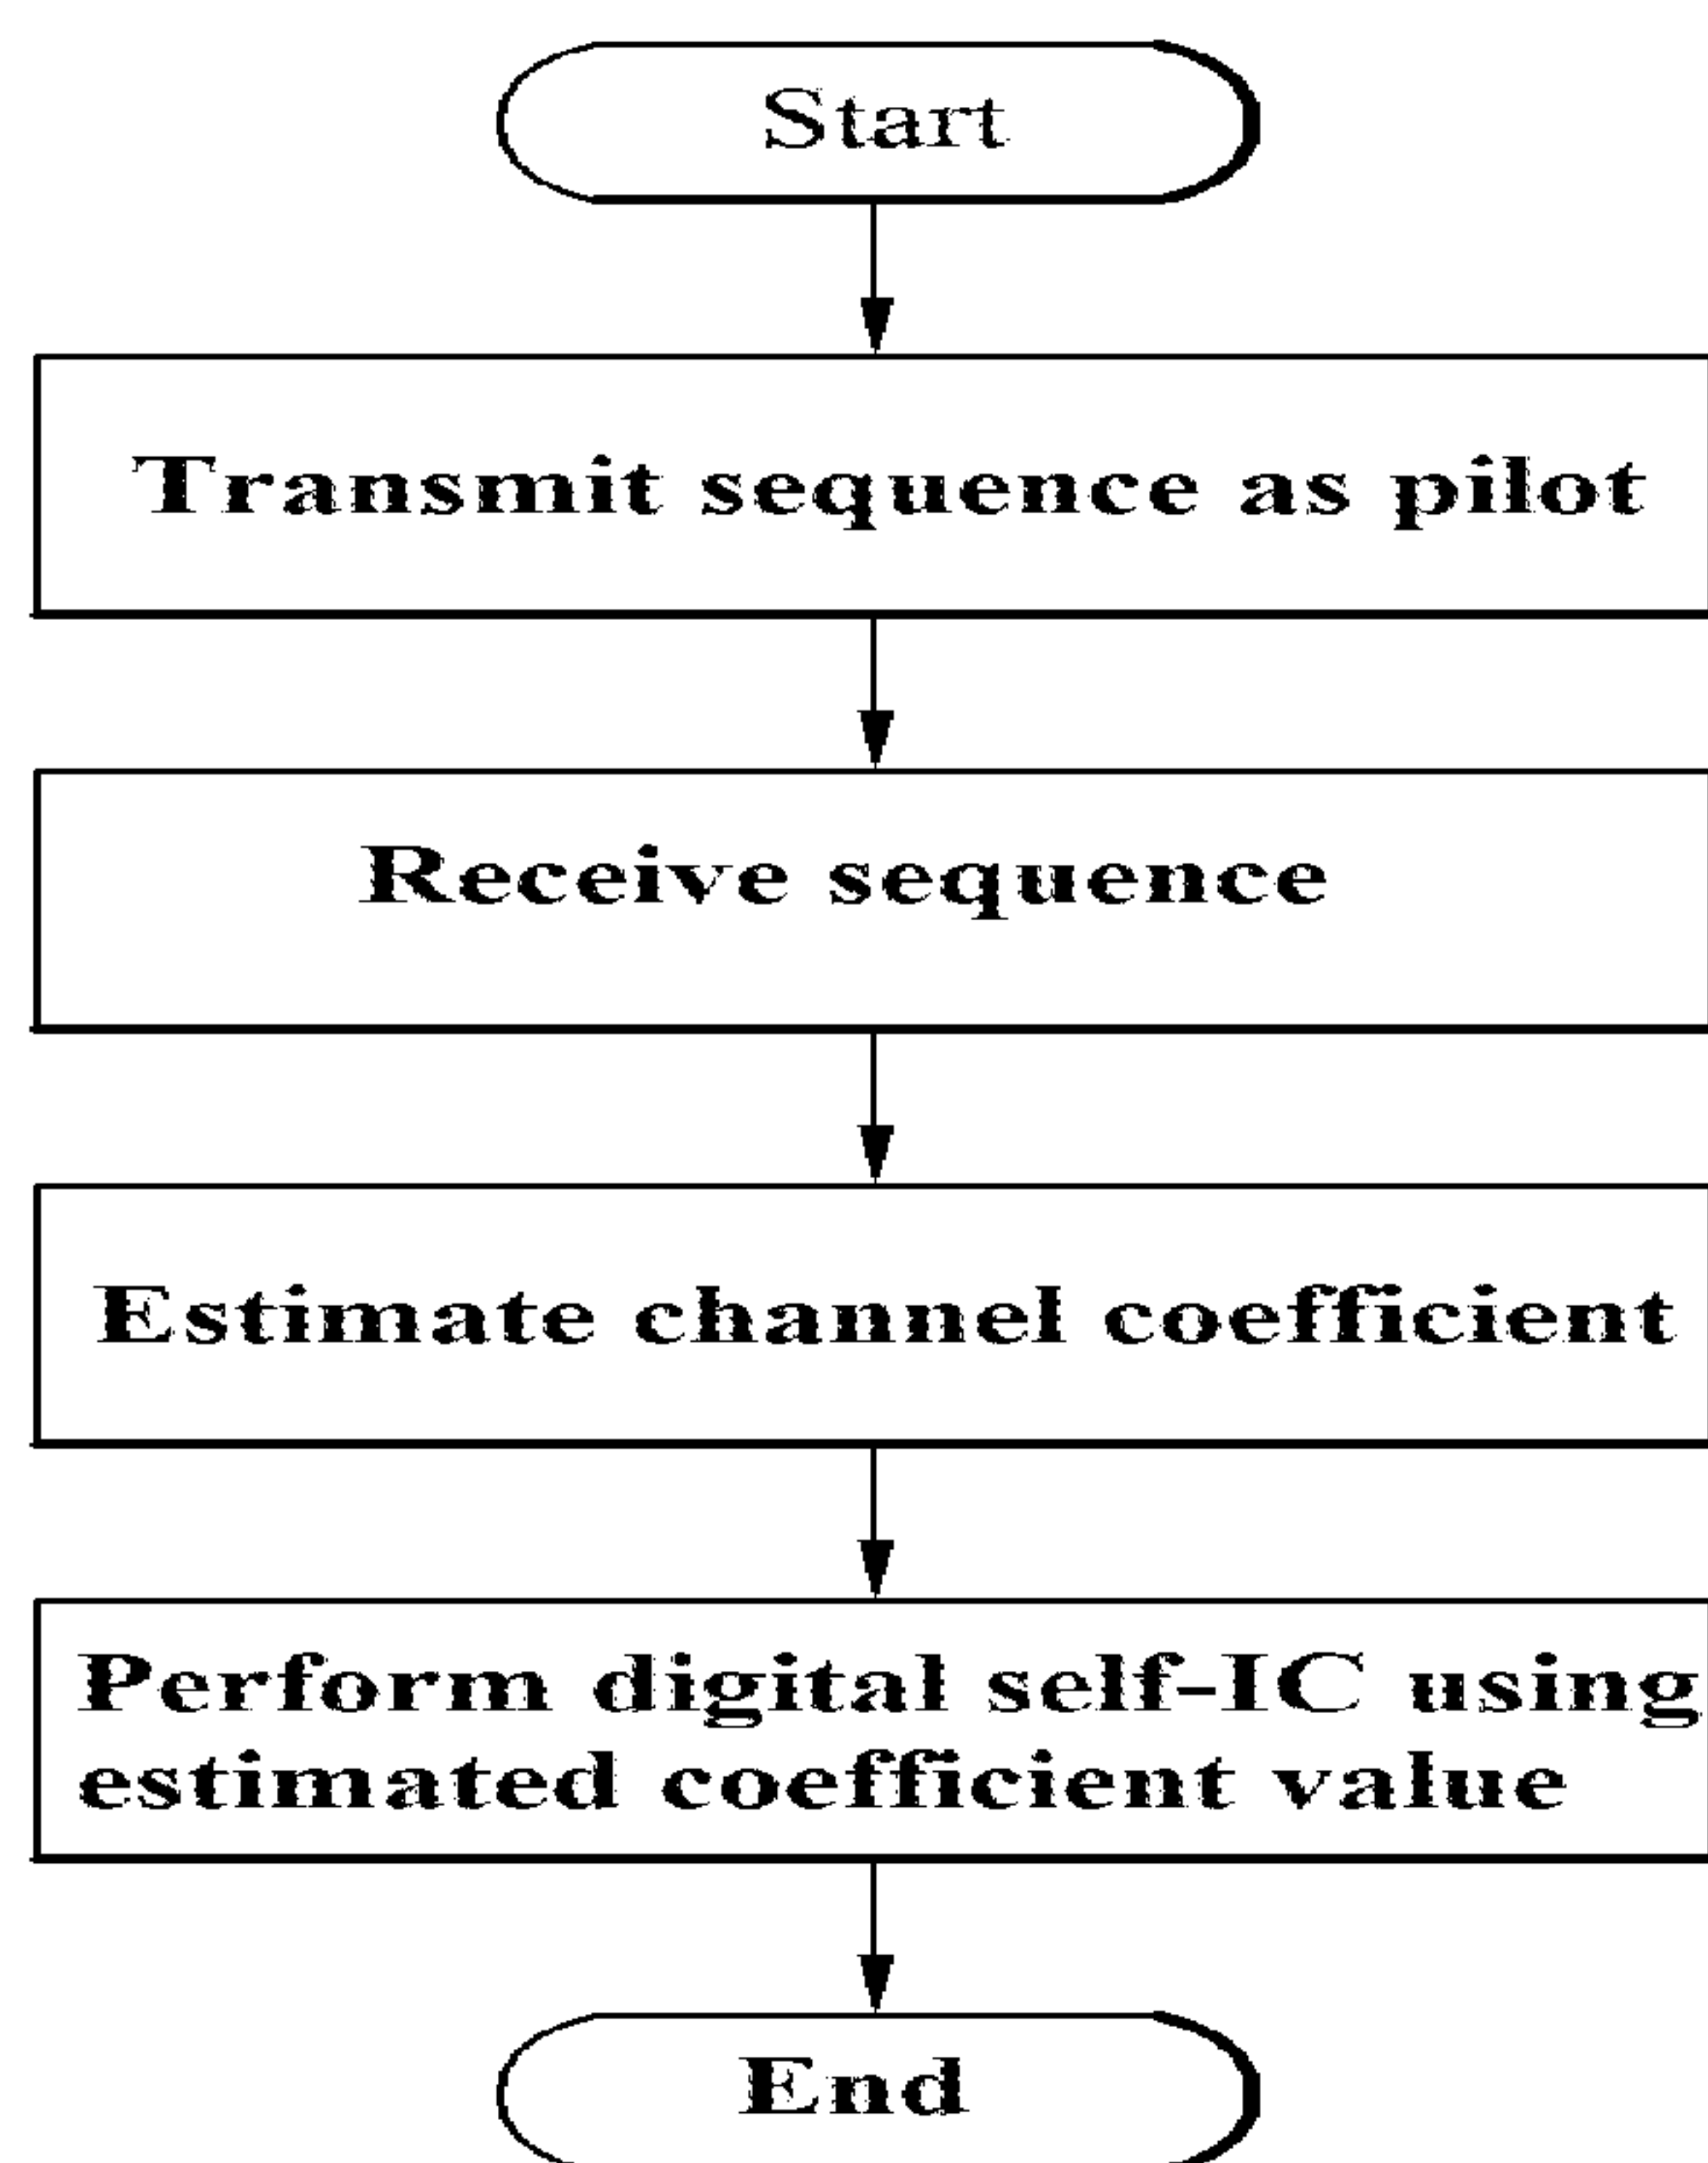 Start
Transmit sequence as pilot
Receive sequence
Estimate channel coefficient
Perform digital self-IC using
estimated coefficient value
End